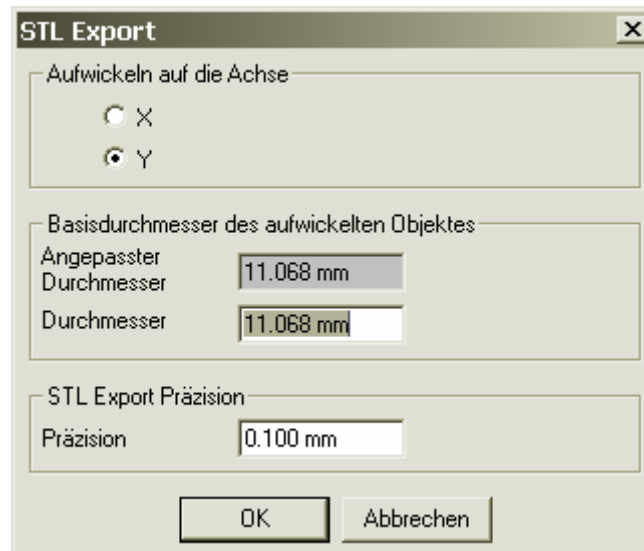 STL Export
Aufwickeln auf die Achse
X
Y
Basisdurchmesser des aufwickelten Objektes
Angepasster
Durchmesser
11.068 mm
Durchmesser
11.068 mm
STL Export Präzision
Präzision
0.100 mm
OK
Abbrechen